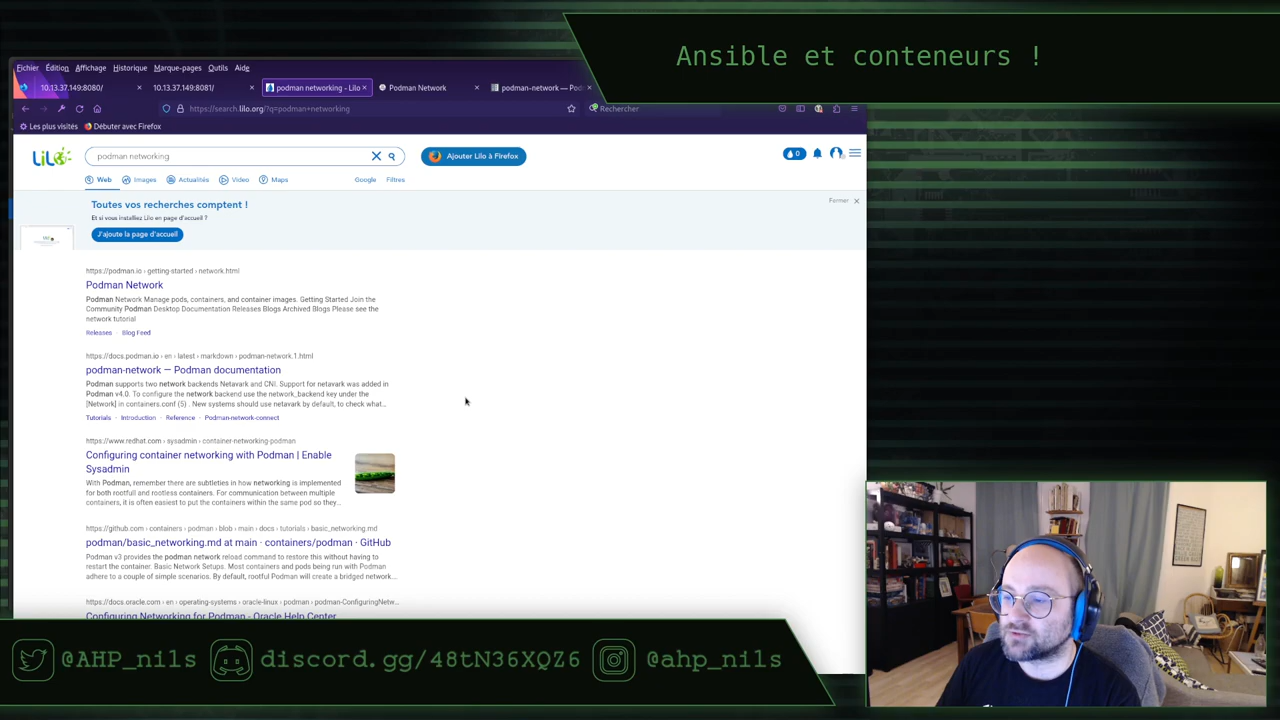 Ansible et conteneurs !
Fichier Édition Affichage Historique Marque-pages Outils Aide
10.13.37.149:8080/ 10.13.37.149:8081/ podman networking - Lilo Podman Network podman-network — Pod
https://search.lilo.org/?q=podman+networking Rechercher
Les plus visités Débuter avec Firefox
LiLO podman networking Ajouter Lilo à Firefox 0
Web Images Actualités Video Maps Google Filtres
Toutes vos recherches comptent ! Fermer
Et si vous installiez Lilo en page d'accueil ?
J'ajoute la page d'accueil
https://podman.io › getting-started › network.html
Podman Network
Podman Network Manage pods, containers, and container images. Getting Started Join the
Community Podman Desktop Documentation Releases Blogs Archived Blogs Please see the
network tutorial
Releases · Blog Feed
https://docs.podman.io › en › latest › markdown › podman-network.1.html
podman-network — Podman documentation
Podman supports two network backends Netavark and CNI. Support for netavark was added in
Podman v4.0. To configure the network backend use the network_backend key under the
[Network] in containers.conf (5) . New systems should use netavark by default, to check what...
Tutorials · Introduction · Reference · Podman-network-connect
https://www.redhat.com › sysadmin › container-networking-podman
Configuring container networking with Podman | Enable
Sysadmin
With Podman, remember there are subtleties in how networking is implemented
for both rootfull and rootless containers. For communication between multiple
containers, it is often easiest to put the containers within the same pod so they...
https://github.com › containers › podman › blob › main › docs › tutorials › basic_networking.md
podman/basic_networking.md at main · containers/podman · GitHub
Podman v3 provides the podman network reload command to restore this without having to
restart the container. Basic Network Setups. Most containers and pods being run with Podman
adhere to a couple of simple scenarios. By default, rootful Podman will create a bridged network...
https://docs.oracle.com › en › operating-systems › oracle-linux › podman › podman-ConfiguringNetw...
Configuring Networking for Podman - Oracle Help Center
@AHP_nils discord.gg/48tN36XQZ6 @ahp_nils